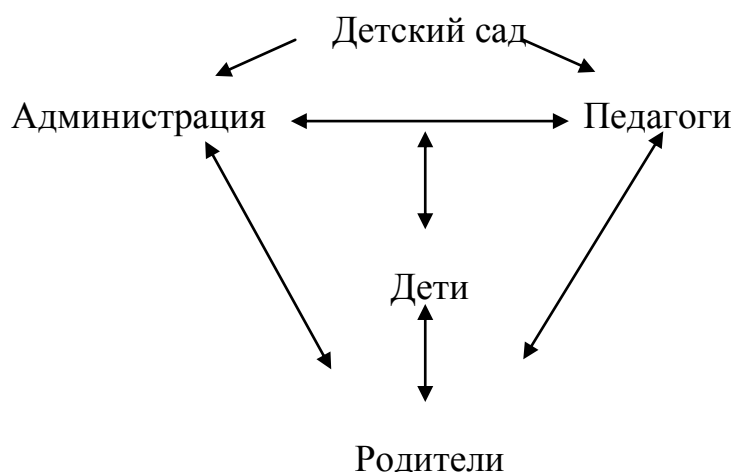 Детский сад
Администрация
Педагоги
Дети
Родители